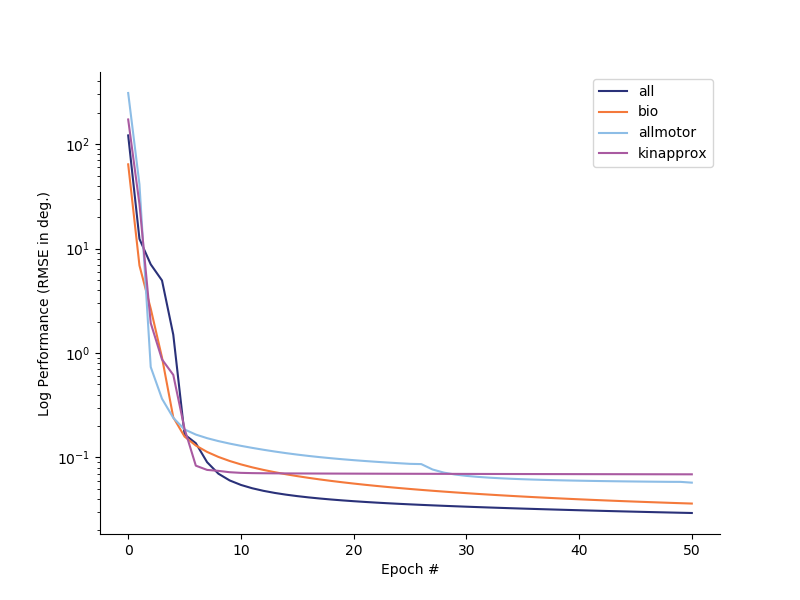 all
bio
allmotor
kinapprox
10²
10¹
10⁰
10⁻¹
Log Performance (RMSE in deg.)
0 10 20 30 40 50
Epoch #